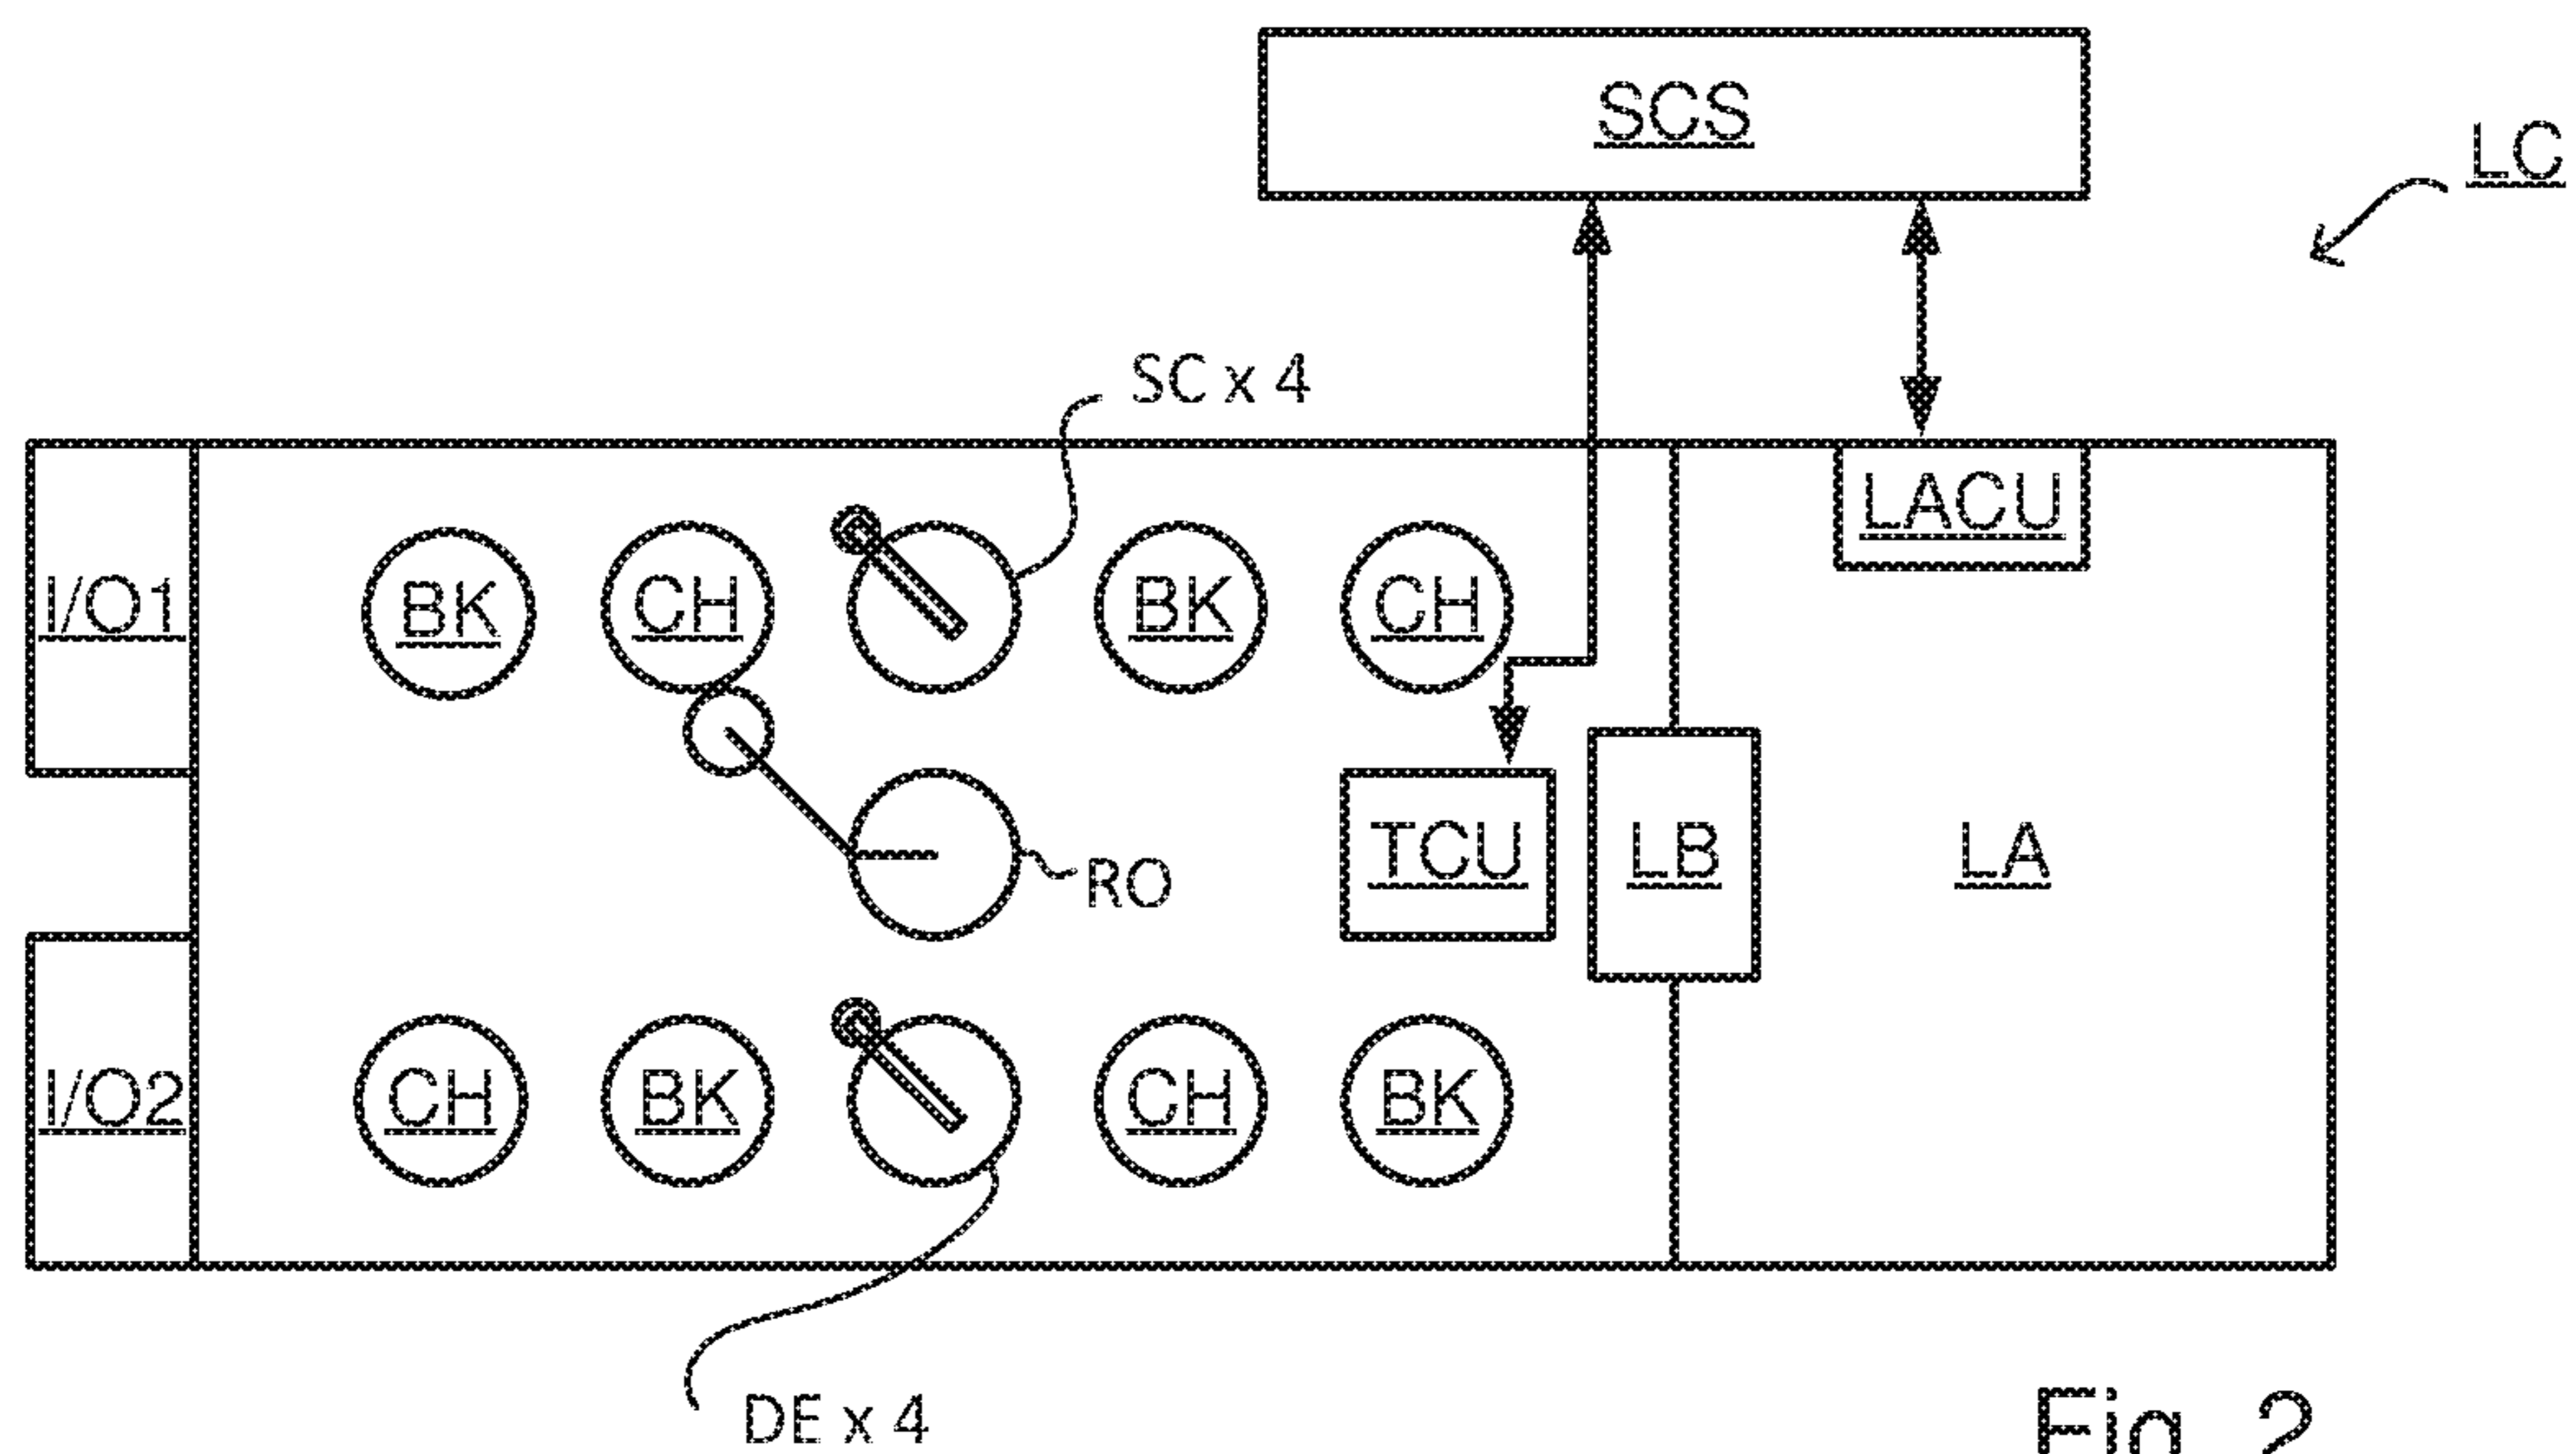 SCS
LC
SC x 4
LACU
I/O1
BK
CH
BK
CH
TCU
LB
LA
RO
I/O2
CH
BK
CH
BK
DE x 4
Fig. 2